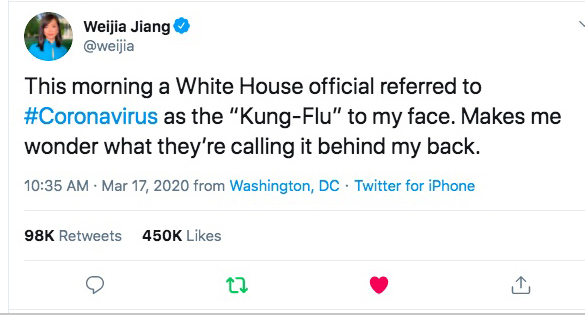 Weijia Jiang
@weijia
This morning a White House official referred to
#Coronavirus as the “Kung-Flu” to my face. Makes me
wonder what they’re calling it behind my back.
10:35 AM · Mar 17, 2020 from Washington, DC · Twitter for iPhone
98K Retweets 450K Likes